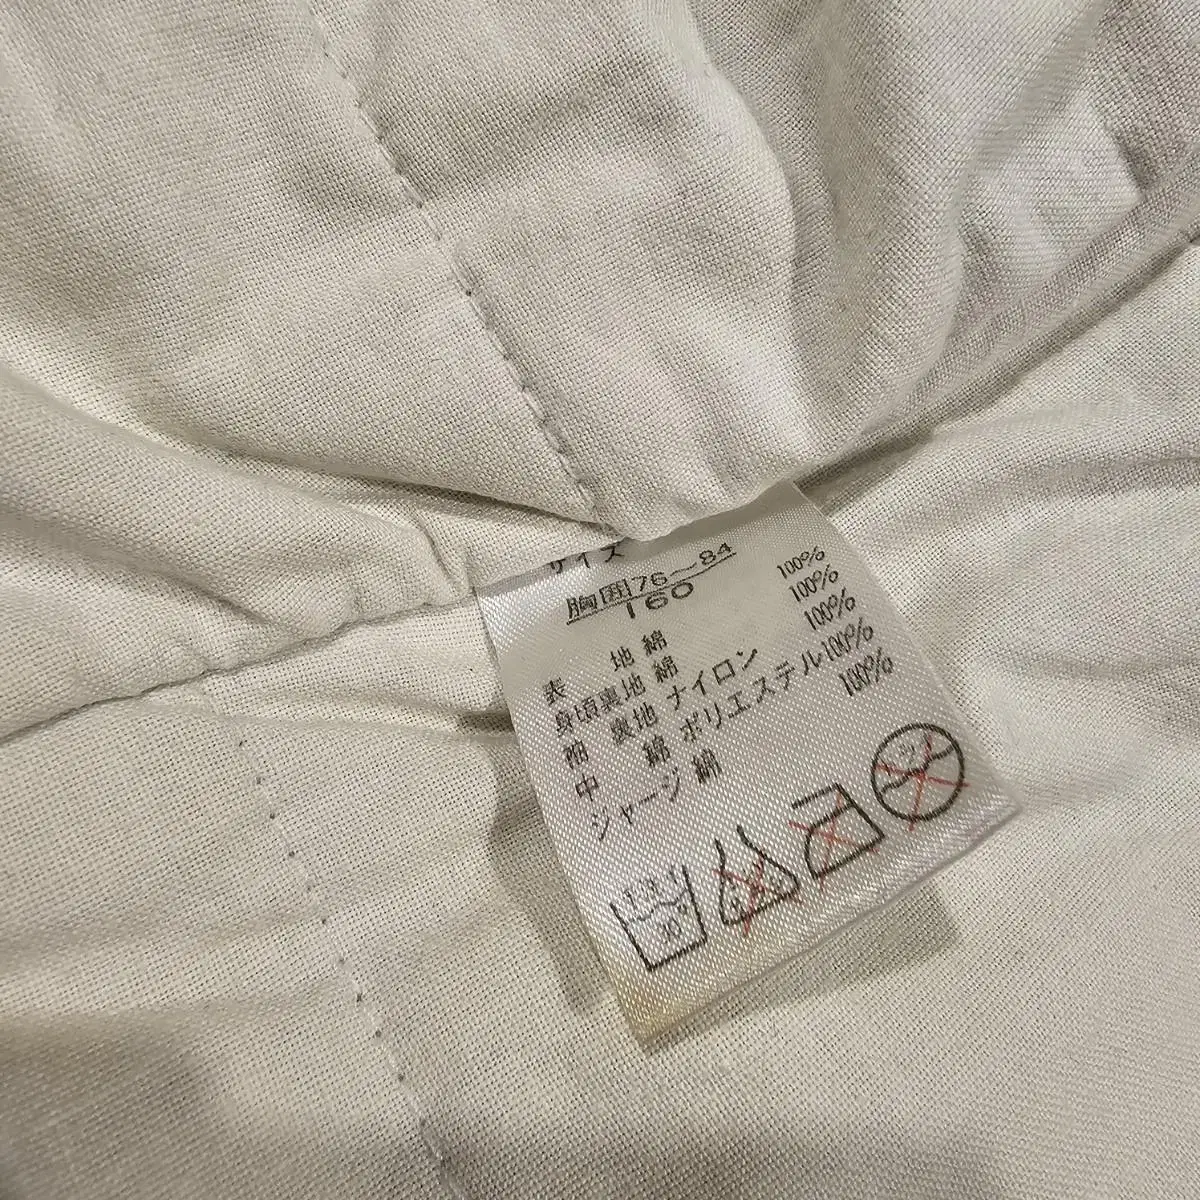 サイズ
胸囲76〜84
160
表 地 綿 100%
身頃裏地 綿 100%
袖 裏地 ナイロン 100%
中 綿 ポリエステル100%
ジャージ 綿 100%
10